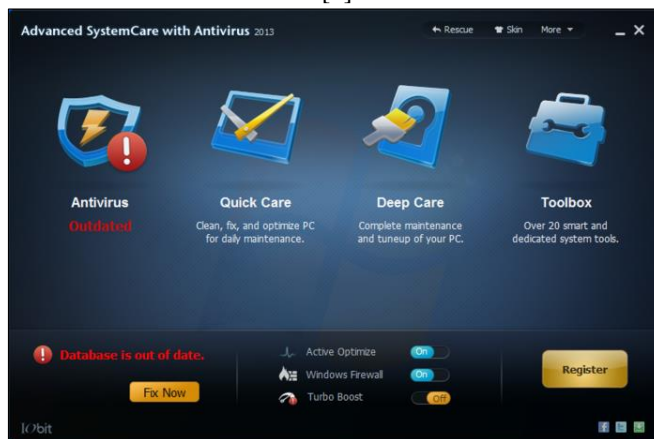 Advanced SystemCare with Antivirus 2013
Rescue
Skin
More
Antivirus
Outdated
Quick Care
Clean, fix, and optimize PC
for daily maintenance.
Deep Care
Complete maintenance
and tuneup of your PC.
Toolbox
Over 20 smart and
dedicated system tools.
Database is out of date.
Fix Now
Active Optimize
On
Windows Firewall
On
Turbo Boost
Off
Register
IObit